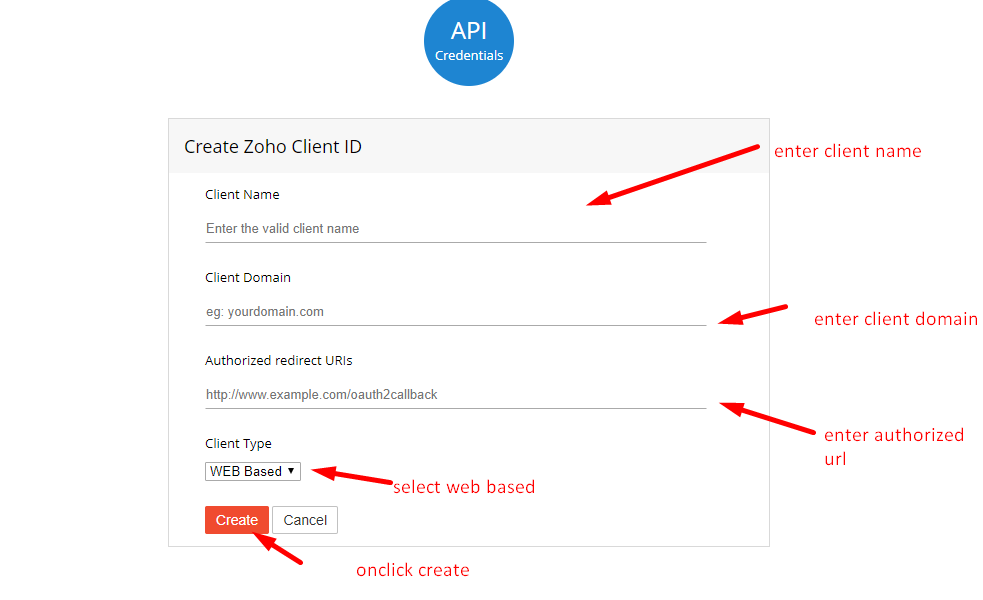 API
Credentials
Create Zoho Client ID
enter client name
Client Name
Enter the valid client name
Client Domain
eg: yourdomain.com
enter client domain
Authorized redirect URIs
http://www.example.com/oauth2callback
enter authorized
url
Client Type
WEB Based
select web based
Create
Cancel
onclick create